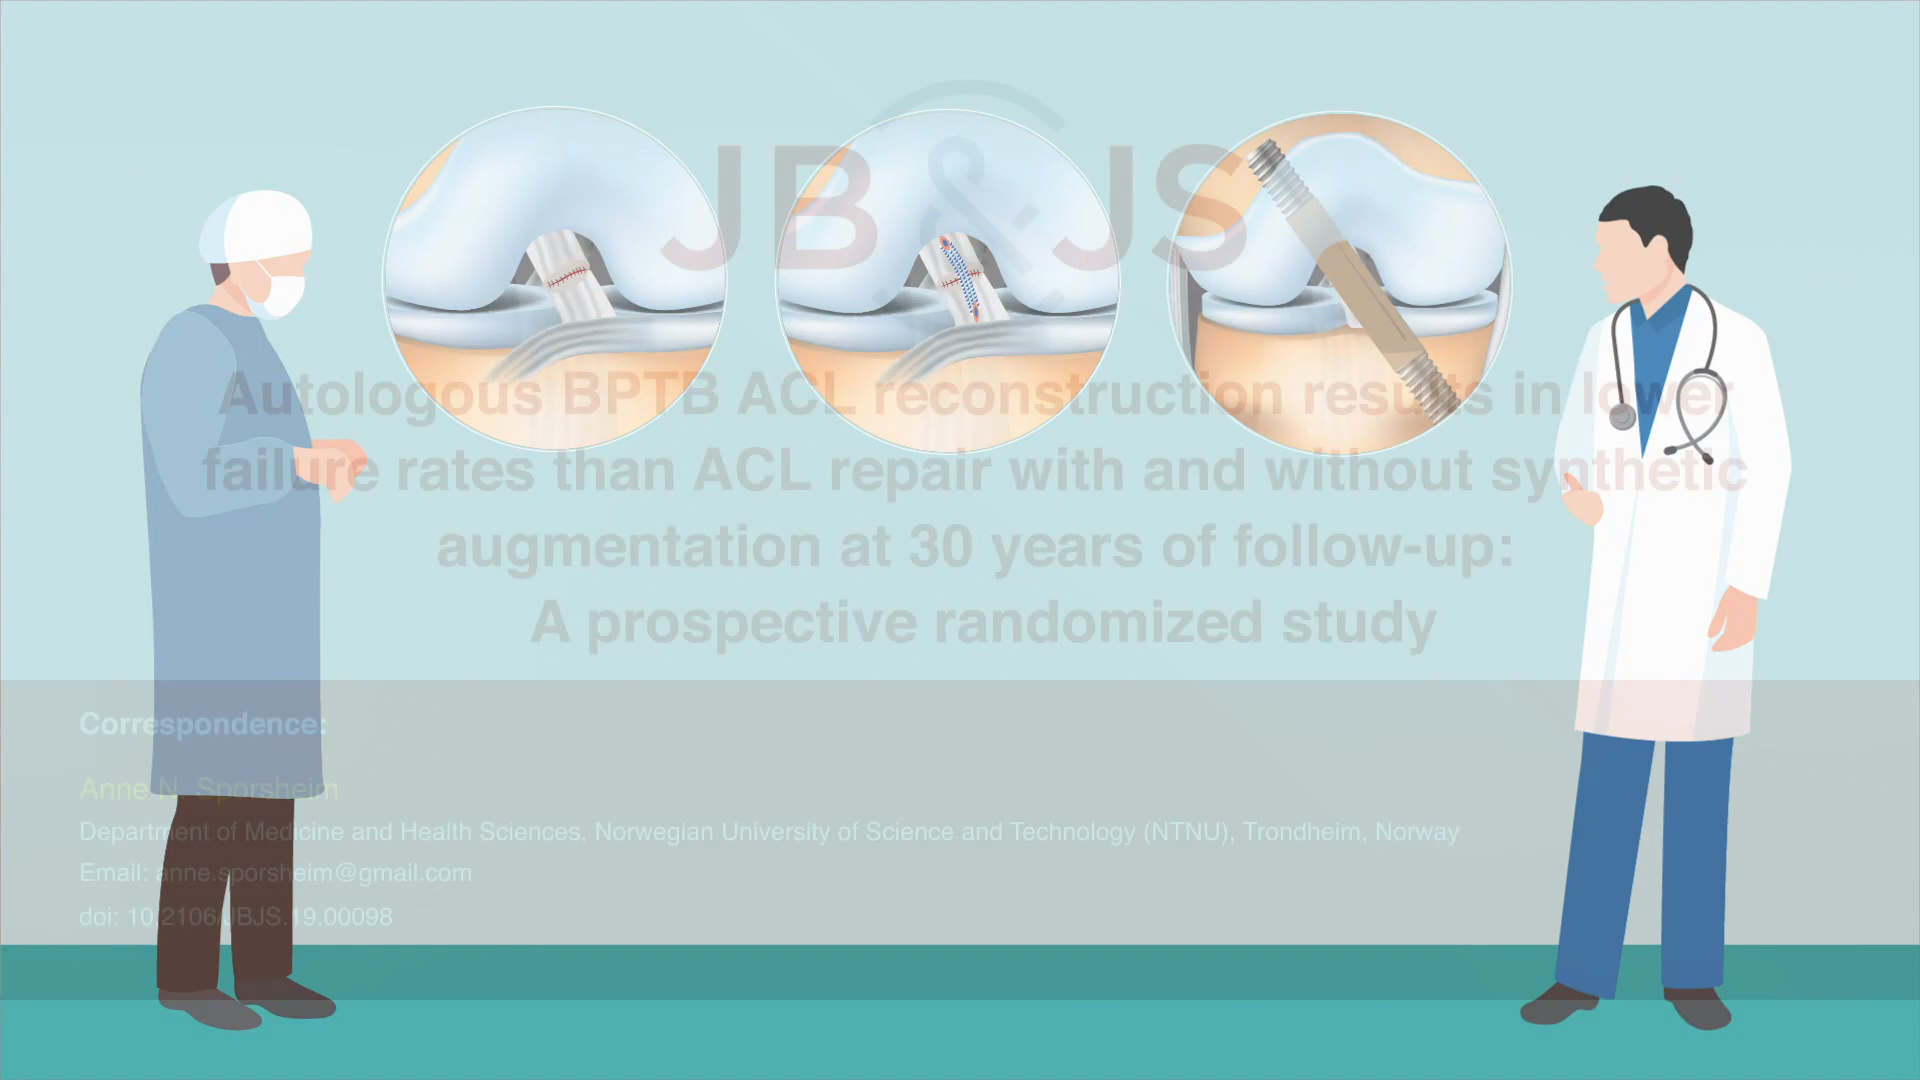 JB&JS
Autologous BPTB ACL reconstruction results in lower
failure rates than ACL repair with and without synthetic
augmentation at 30 years of follow-up:
A prospective randomized study
Correspondence:
Anne N. Sporsheim
Department of Medicine and Health Sciences, Norwegian University of Science and Technology (NTNU), Trondheim, Norway
Email: anne.sporsheim@gmail.com
doi: 10.2106/JBJS.19.00098